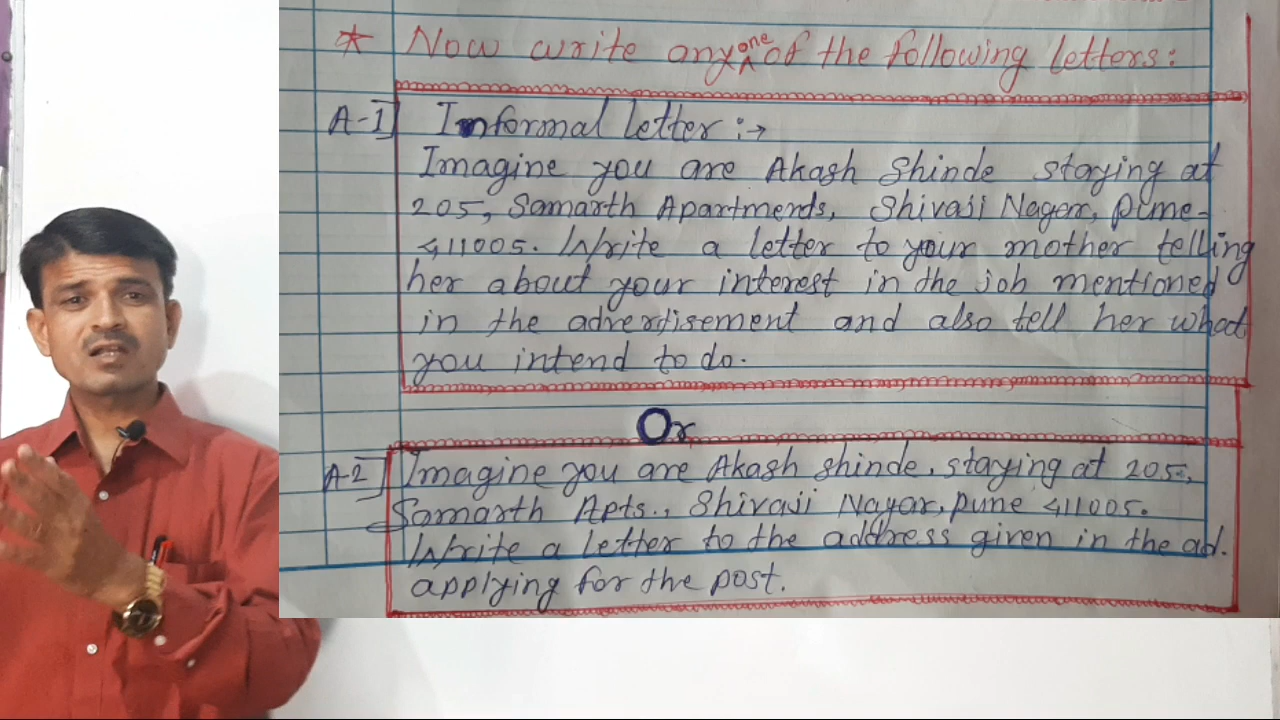 * Now write any one of the following letters:
A-1] Informal letter :→
Imagine you are Akash Shinde staying at
205, Samarth Apartments, Shivaji Nagar, Pune-
411005. Write a letter to your mother telling
her about your interest in the job mentioned
in the advertisement and also tell her what
you intend to do.
Or
A-2] Imagine you are Akash shinde, staying at 205,
Samarth Apts., Shivaji Nagar, pune 411005.
Write a letter to the address given in the ad.
applying for the post.